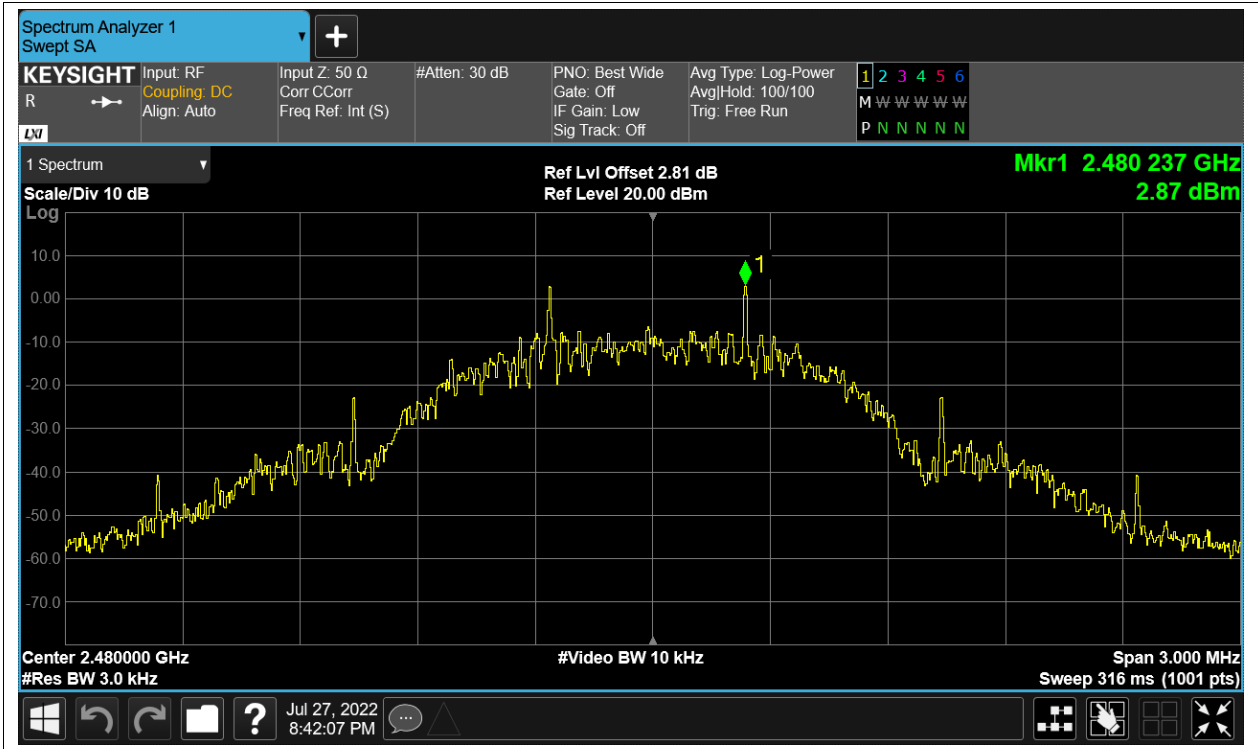 Spectrum Analyzer 1
Swept SA
KEYSIGHT
R
LXI
Input: RF
Coupling: DC
Align: Auto
Input Z: 50 Ω
Corr CCorr
Freq Ref: Int (S)
#Atten: 30 dB
PNO: Best Wide
Gate: Off
IF Gain: Low
Sig Track: Off
Avg Type: Log-Power
Avg|Hold: 100/100
Trig: Free Run
1 2 3 4 5 6
M W W W W W
P N N N N N
1 Spectrum
Scale/Div 10 dB
Log
Ref Lvl Offset 2.81 dB
Ref Level 20.00 dBm
Mkr1 2.480 237 GHz
2.87 dBm
1
10.0
0.00
-10.0
-20.0
-30.0
-40.0
-50.0
-60.0
-70.0
Center 2.480000 GHz
#Res BW 3.0 kHz
#Video BW 10 kHz
Span 3.000 MHz
Sweep 316 ms (1001 pts)
?
Jul 27, 2022
8:42:07 PM